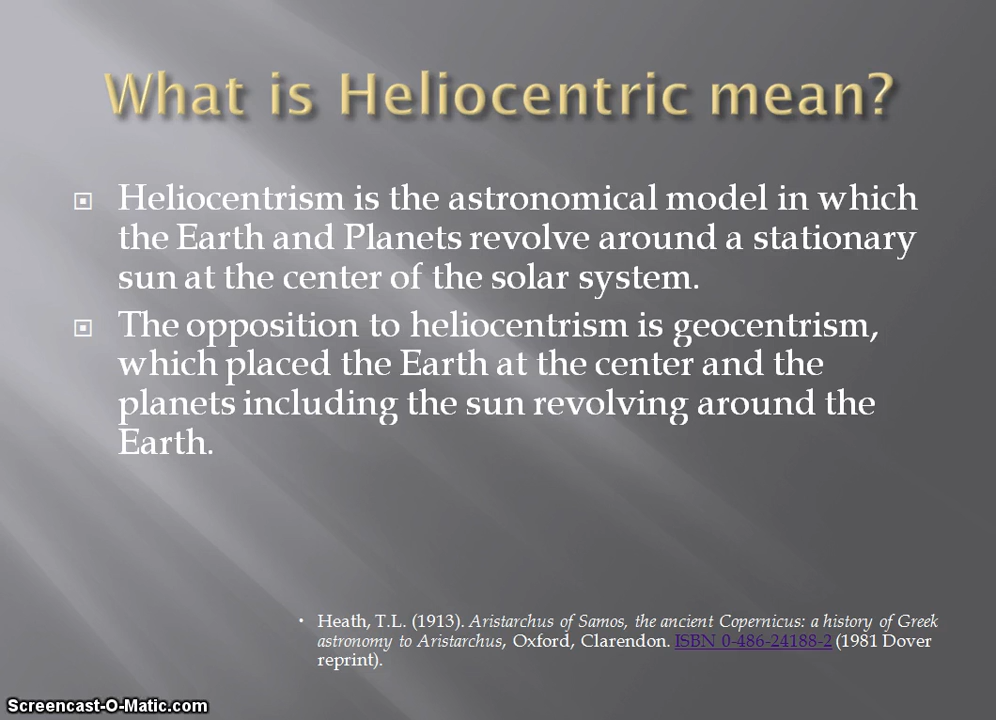 What is Heliocentric mean?
Heliocentrism is the astronomical model in which
the Earth and Planets revolve around a stationary
sun at the center of the solar system.
The opposition to heliocentrism is geocentrism,
which placed the Earth at the center and the
planets including the sun revolving around the
Earth.
• Heath, T.L. (1913). Aristarchus of Samos, the ancient Copernicus: a history of Greek
astronomy to Aristarchus, Oxford, Clarendon. ISBN 0-486-24188-2 (1981 Dover
reprint).
Screencast-O-Matic.com